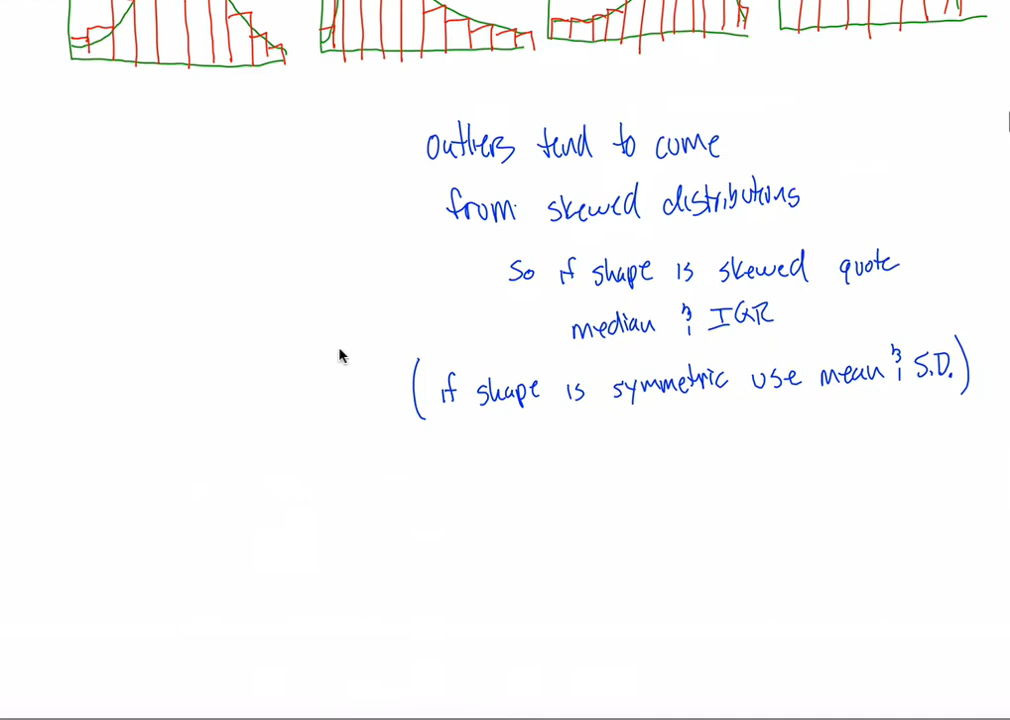 outliers tend to come
from skewed distributions
So if shape is skewed quote
median & IQR
(if shape is symmetric use mean & S.D.)